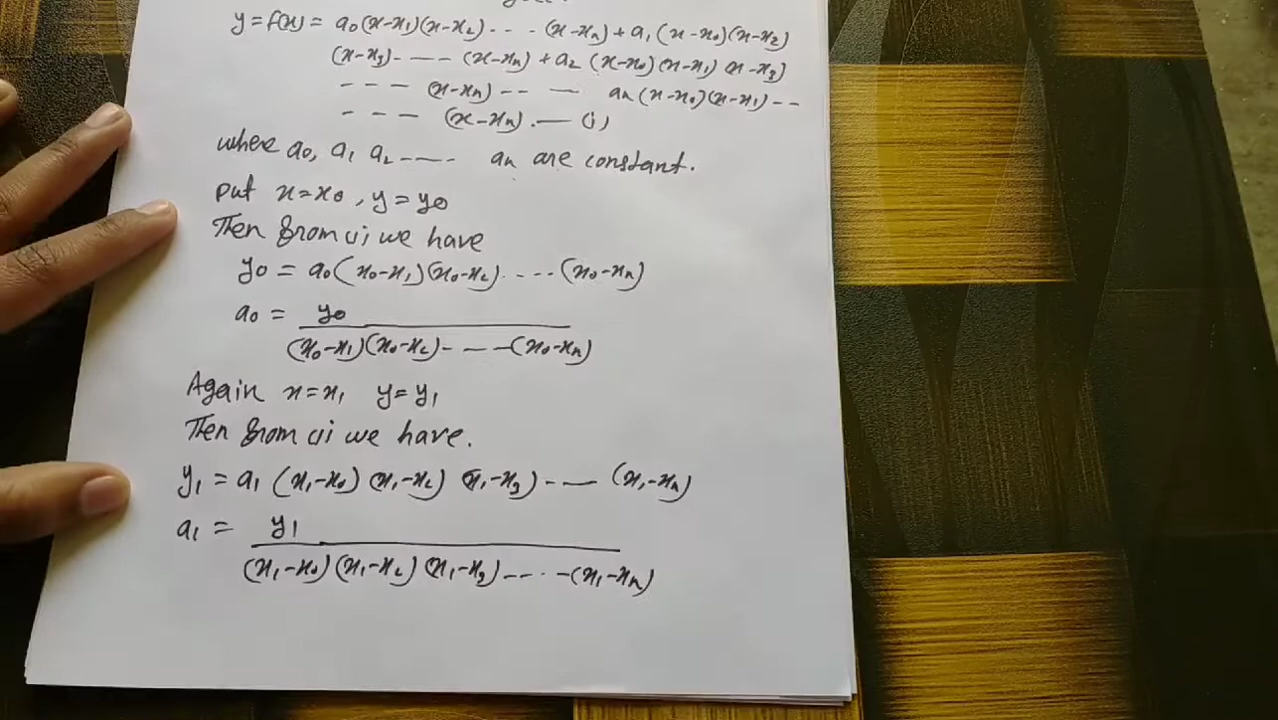 y = f(x) = a₀(x-x₁)(x-x₂)... - (x-xₙ) + a₁(x-x₀)(x-x₂)
(x-x₃)- --- (x-xₙ) + a₂ (x-x₀)(x-x₁)(x-x₃)
- - - (x-xₙ) -- — aₙ(x-x₀)(x-x₁)--
- - - (x-xₙ).—(i)
where a₀, a₁ a₂ ---- aₙ are constant.
put x=x₀, y=y₀
Then from (i) we have
y₀ = a₀(x₀-x₁)(x₀-x₂).....(x₀-xₙ)
a₀ = y₀
(x₀-x₁)(x₀-x₂)- ---(x₀-xₙ)
Again x=x₁ y=y₁
Then from (i) we have.
y₁ = a₁ (x₁-x₀) (x₁-x₂) (x₁-x₃)-— (x₁-xₙ)
a₁ = y₁
(x₁-x₀)(x₁-x₂)(x₁-x₃)--..-(x₁-xₙ)